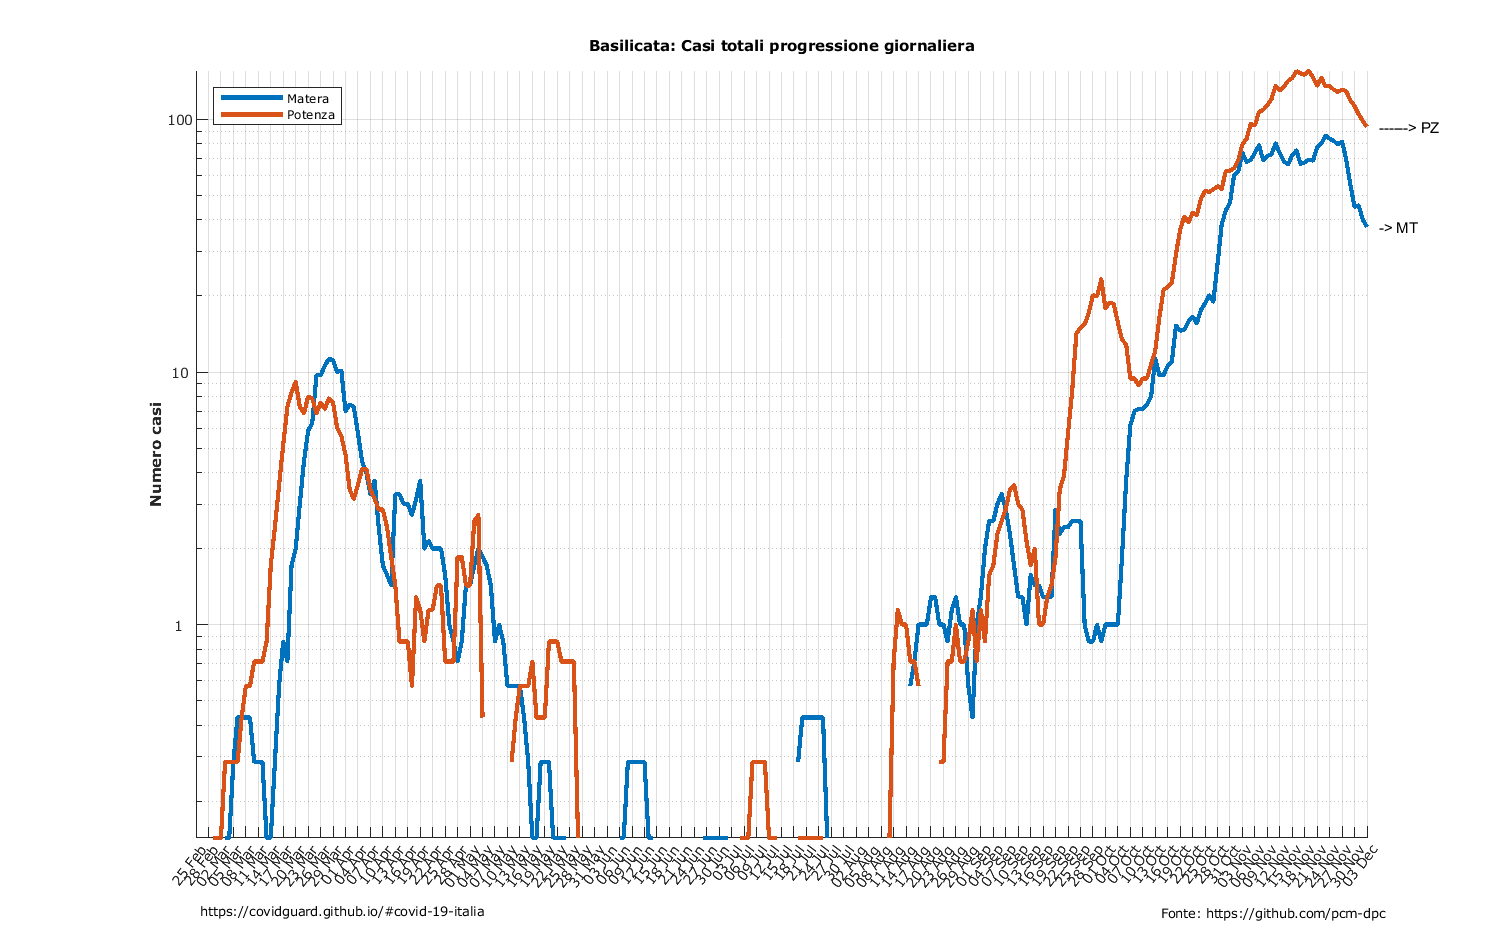 Basilicata: Casi totali progressione giornaliera
Matera
Potenza
------> PZ
-> MT
Numero casi
100
10
1
25 Feb
28 Feb
02 Mar
05 Mar
08 Mar
11 Mar
14 Mar
17 Mar
20 Mar
23 Mar
26 Mar
29 Mar
01 Apr
04 Apr
07 Apr
10 Apr
13 Apr
16 Apr
19 Apr
22 Apr
25 Apr
28 Apr
01 May
04 May
07 May
10 May
13 May
16 May
19 May
22 May
25 May
28 May
31 May
03 Jun
06 Jun
09 Jun
12 Jun
15 Jun
18 Jun
21 Jun
24 Jun
27 Jun
30 Jun
03 Jul
06 Jul
09 Jul
12 Jul
15 Jul
18 Jul
21 Jul
24 Jul
27 Jul
30 Jul
02 Aug
05 Aug
08 Aug
11 Aug
14 Aug
17 Aug
20 Aug
23 Aug
26 Aug
29 Aug
01 Sep
04 Sep
07 Sep
10 Sep
13 Sep
16 Sep
19 Sep
22 Sep
25 Sep
28 Sep
01 Oct
04 Oct
07 Oct
10 Oct
13 Oct
16 Oct
19 Oct
22 Oct
25 Oct
28 Oct
31 Oct
03 Nov
06 Nov
09 Nov
12 Nov
15 Nov
18 Nov
21 Nov
24 Nov
27 Nov
30 Nov
03 Dec
https://covidguard.github.io/#covid-19-italia
Fonte: https://github.com/pcm-dpc